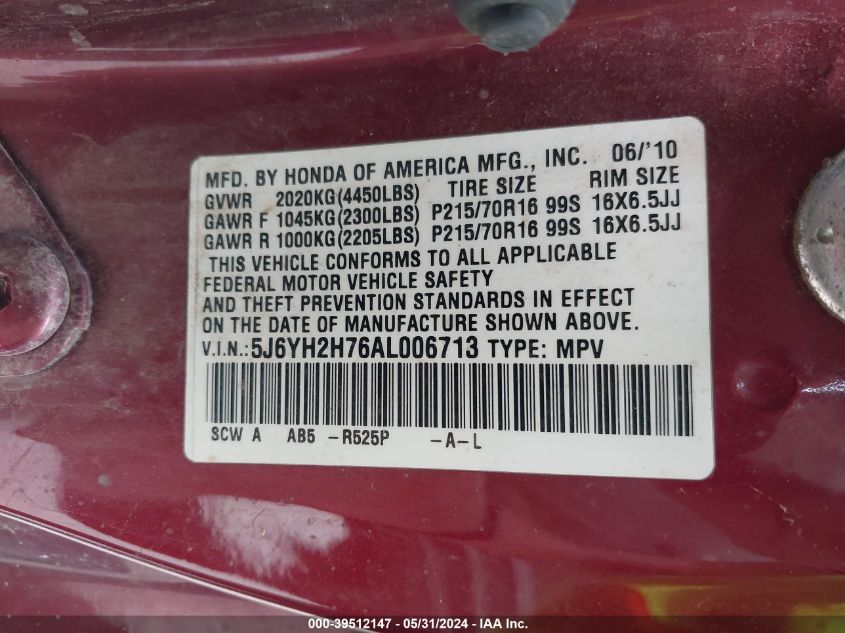 MFD. BY HONDA OF AMERICA MFG., INC. 06/'10
GVWR 2020KG(4450LBS) TIRE SIZE RIM SIZE
GAWR F 1045KG(2300LBS) P215/70R16 99S 16X6.5JJ
GAWR R 1000KG(2205LBS) P215/70R16 99S 16X6.5JJ
THIS VEHICLE CONFORMS TO ALL APPLICABLE
FEDERAL MOTOR VEHICLE SAFETY
AND THEFT PREVENTION STANDARDS IN EFFECT
ON THE DATE OF MANUFACTURE SHOWN ABOVE.
V.I.N.: 5J6YH2H76AL006713 TYPE: MPV
SCW A AB5 -R525P -A-L
000-39512147 - 05/31/2024 - IAA, Inc.